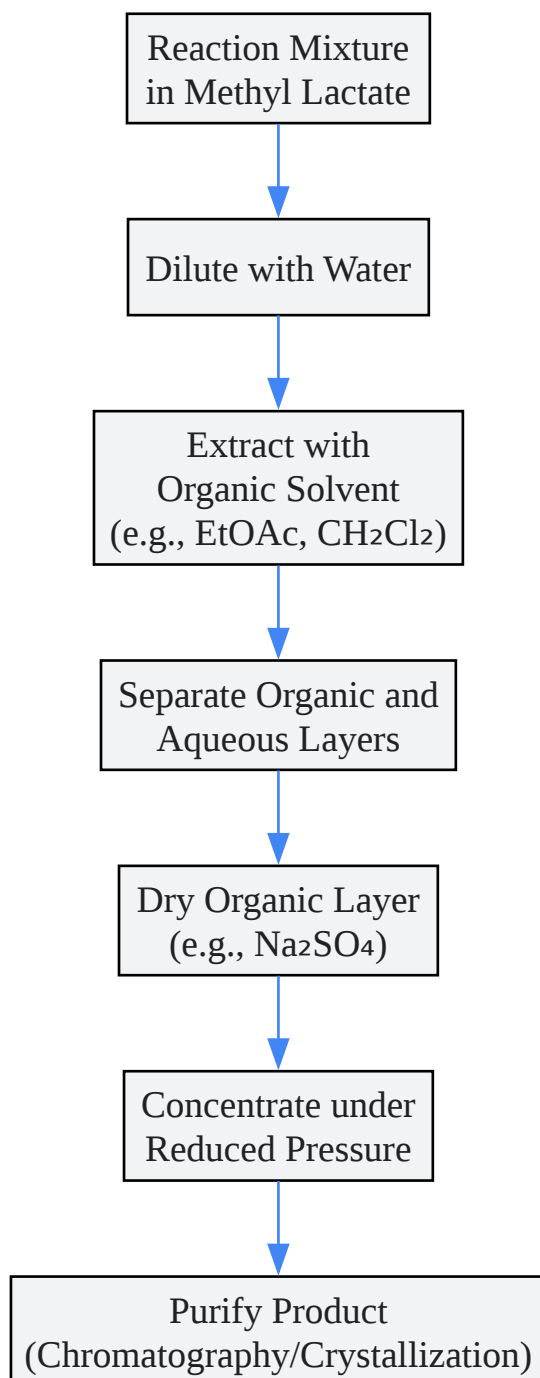 Reaction Mixture
in Methyl Lactate
Dilute with Water
Extract with
Organic Solvent
(e.g., EtOAc, CH₂Cl₂)
Separate Organic and
Aqueous Layers
Dry Organic Layer
(e.g., Na₂SO₄)
Concentrate under
Reduced Pressure
Purify Product
(Chromatography/Crystallization)